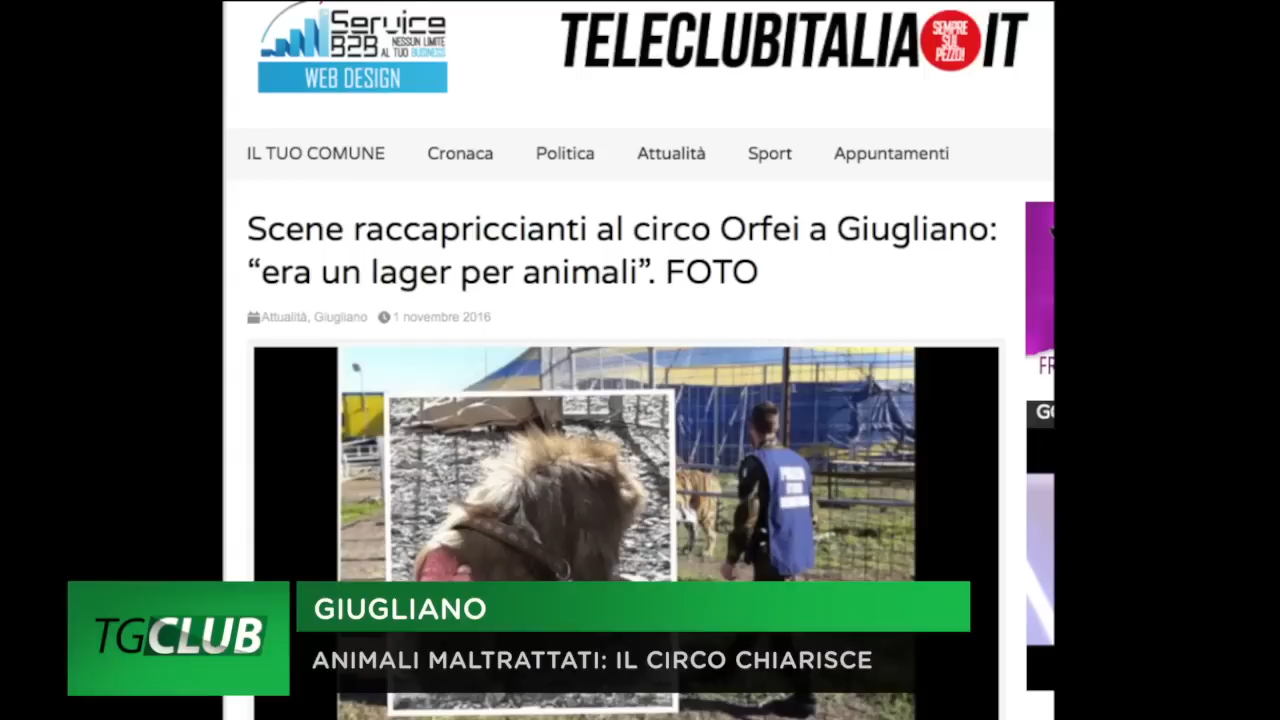 Service
B2B
NESSUN LIMITE
AL TUO BUSINESS
WEB DESIGN
TELECLUBITALIA
SEMPRE
SUL
PEZZO!
IT
IL TUO COMUNE Cronaca Politica Attualità Sport Appuntamenti
Scene raccapriccianti al circo Orfei a Giugliano:
“era un lager per animali”. FOTO
Attualità, Giugliano 1 novembre 2016
FR
GO
TGCLUB
GIUGLIANO
ANIMALI MALTRATTATI: IL CIRCO CHIARISCE